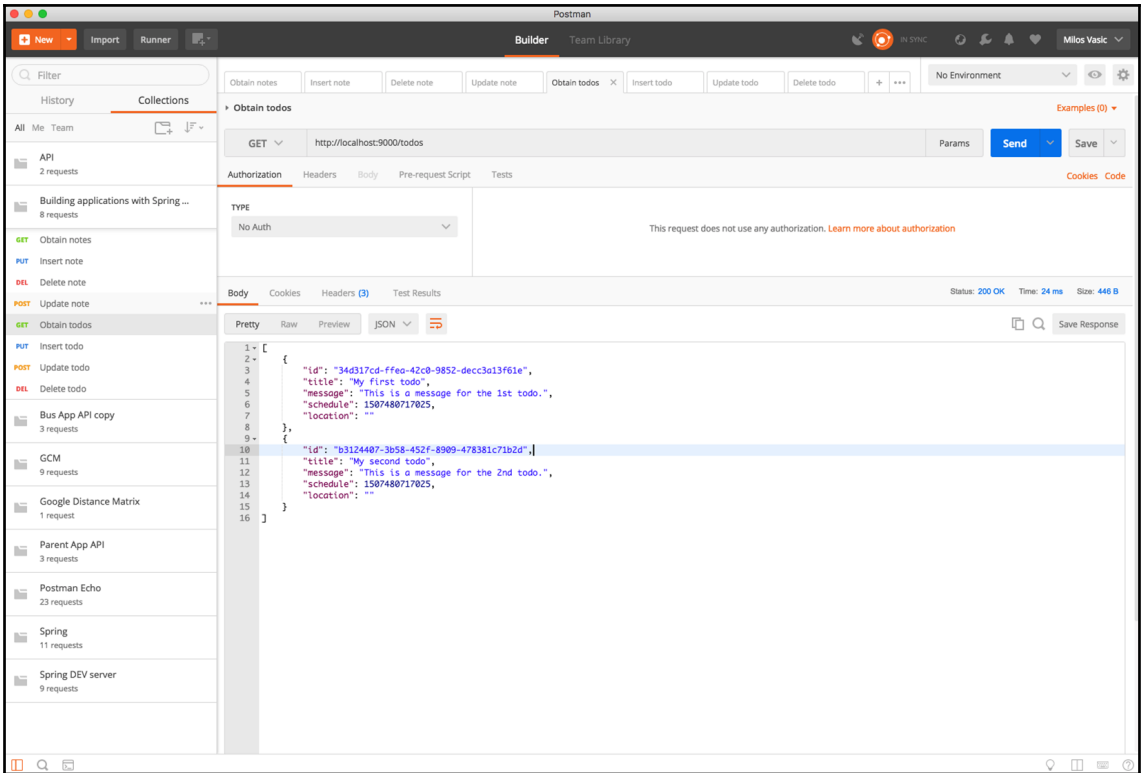 Postman
New Import Runner Builder Team Library IN SYNC Milos Vasic
Filter
History Collections
All Me Team
API
2 requests
Building applications with Spring ...
8 requests
GET Obtain notes
PUT Insert note
DEL Delete note
POST Update note
GET Obtain todos
PUT Insert todo
POST Update todo
DEL Delete todo
Bus App API copy
3 requests
GCM
9 requests
Google Distance Matrix
1 request
Parent App API
3 requests
Postman Echo
23 requests
Spring
11 requests
Spring DEV server
9 requests
Obtain notes Insert note Delete note Update note Obtain todos Insert todo Update todo Delete todo No Environment
Obtain todos Examples (0)
GET http://localhost:9000/todos Params Send Save
Authorization Headers Body Pre-request Script Tests Cookies Code
TYPE
No Auth
This request does not use any authorization. Learn more about authorization
Body Cookies Headers (3) Test Results Status: 200 OK Time: 24 ms Size: 446 B
Pretty Raw Preview JSON Save Response
1 [
2 {
3 "id": "34d317cd-ffea-42c0-9852-decc3a13f61e",
4 "title": "My first todo",
5 "message": "This is a message for the 1st todo.",
6 "schedule": 1507480717025,
7 "location": ""
8 },
9 {
10 "id": "b3124407-3b58-452f-8909-478381c71b2d",
11 "title": "My second todo",
12 "message": "This is a message for the 2nd todo.",
13 "schedule": 1507480717025,
14 "location": ""
15 }
16 ]